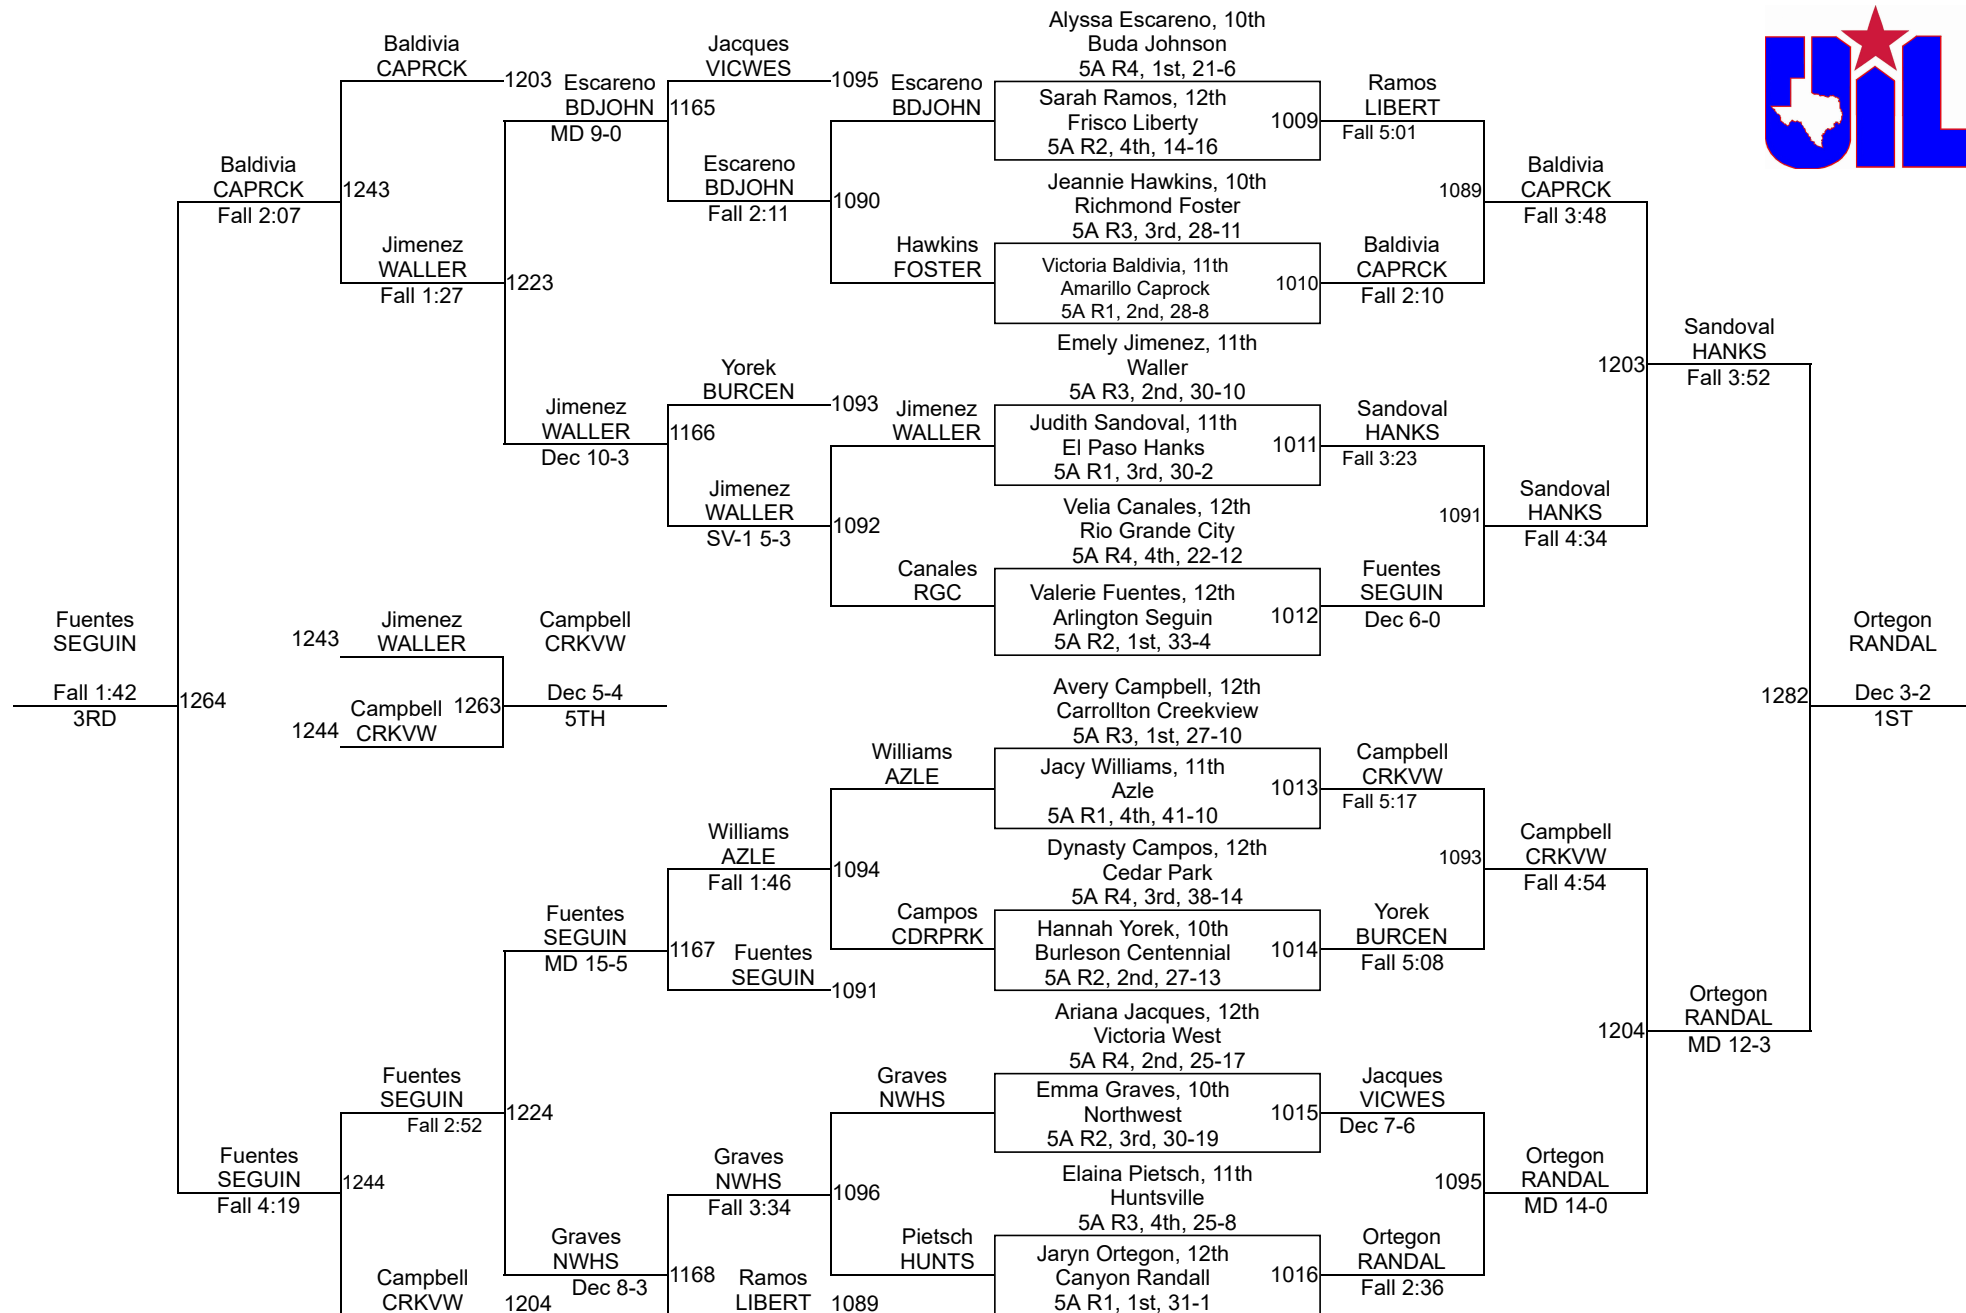 Alyssa Escareno, 10th
Buda Johnson
5A R4, 1st, 21-6
Sarah Ramos, 12th
Frisco Liberty
5A R2, 4th, 14-16
1009
Jeannie Hawkins, 10th
Richmond Foster
5A R3, 3rd, 28-11
Victoria Baldivia, 11th
Amarillo Caprock
5A R1, 2nd, 28-8
1010
Emely Jimenez, 11th
Waller
5A R3, 2nd, 30-10
Judith Sandoval, 11th
El Paso Hanks
5A R1, 3rd, 30-2
1011
Velia Canales, 12th
Rio Grande City
5A R4, 4th, 22-12
Valerie Fuentes, 12th
Arlington Seguin
5A R2, 1st, 33-4
1012
Avery Campbell, 12th
Carrollton Creekview
5A R3, 1st, 27-10
Jacy Williams, 11th
Azle
5A R1, 4th, 41-10
1013
Dynasty Campos, 12th
Cedar Park
5A R4, 3rd, 38-14
Hannah Yorek, 10th
Burleson Centennial
5A R2, 2nd, 27-13
1014
Ariana Jacques, 12th
Victoria West
5A R4, 2nd, 25-17
Emma Graves, 10th
Northwest
5A R2, 3rd, 30-19
1015
Elaina Pietsch, 11th
Huntsville
5A R3, 4th, 25-8
Jaryn Ortegon, 12th
Canyon Randall
5A R1, 1st, 31-1
1016
Ramos
LIBERT
Fall 5:01
1089
Baldivia
CAPRCK
Fall 2:10
Sandoval
HANKS
Fall 3:23
1091
Fuentes
SEGUIN
Dec 6-0
Campbell
CRKVW
Fall 5:17
1093
Yorek
BURCEN
Fall 5:08
Jacques
VICWES
Dec 7-6
1095
Ortegon
RANDAL
Fall 2:36
Baldivia
CAPRCK
Fall 3:48
1203
Sandoval
HANKS
Fall 4:34
Campbell
CRKVW
Fall 4:54
1204
Ortegon
RANDAL
MD 14-0
Sandoval
HANKS
Fall 3:52
1282
Ortegon
RANDAL
MD 12-3
Ortegon
RANDAL
Dec 3-2
1ST
UIL
Escareno
BDJOHN
1090
Hawkins
FOSTER
Jimenez
WALLER
1092
Canales
RGC
Williams
AZLE
1094
Campos
CDRPRK
Graves
NWHS
1096
Pietsch
HUNTS
Jacques
VICWES
1095
1165
Escareno
BDJOHN
Fall 2:11
Yorek
BURCEN
1093
1166
Jimenez
WALLER
SV-1 5-3
Williams
AZLE
Fall 1:46
1167
Fuentes
SEGUIN
1091
Graves
NWHS
Fall 3:34
1168
Ramos
LIBERT
1089
Escareno
BDJOHN
MD 9-0
1223
Jimenez
WALLER
Dec 10-3
Fuentes
SEGUIN
MD 15-5
1224
Graves
NWHS
Dec 8-3
Baldivia
CAPRCK
1203
1243
Jimenez
WALLER
Fall 1:27
Fuentes
SEGUIN
Fall 2:52
1244
Campbell
CRKVW
1204
Baldivia
CAPRCK
Fall 2:07
1264
Fuentes
SEGUIN
Fall 4:19
Fuentes
SEGUIN
Fall 1:42
3RD
1243
Jimenez
WALLER
1263
1244
Campbell
CRKVW
Campbell
CRKVW
Dec 5-4
5TH